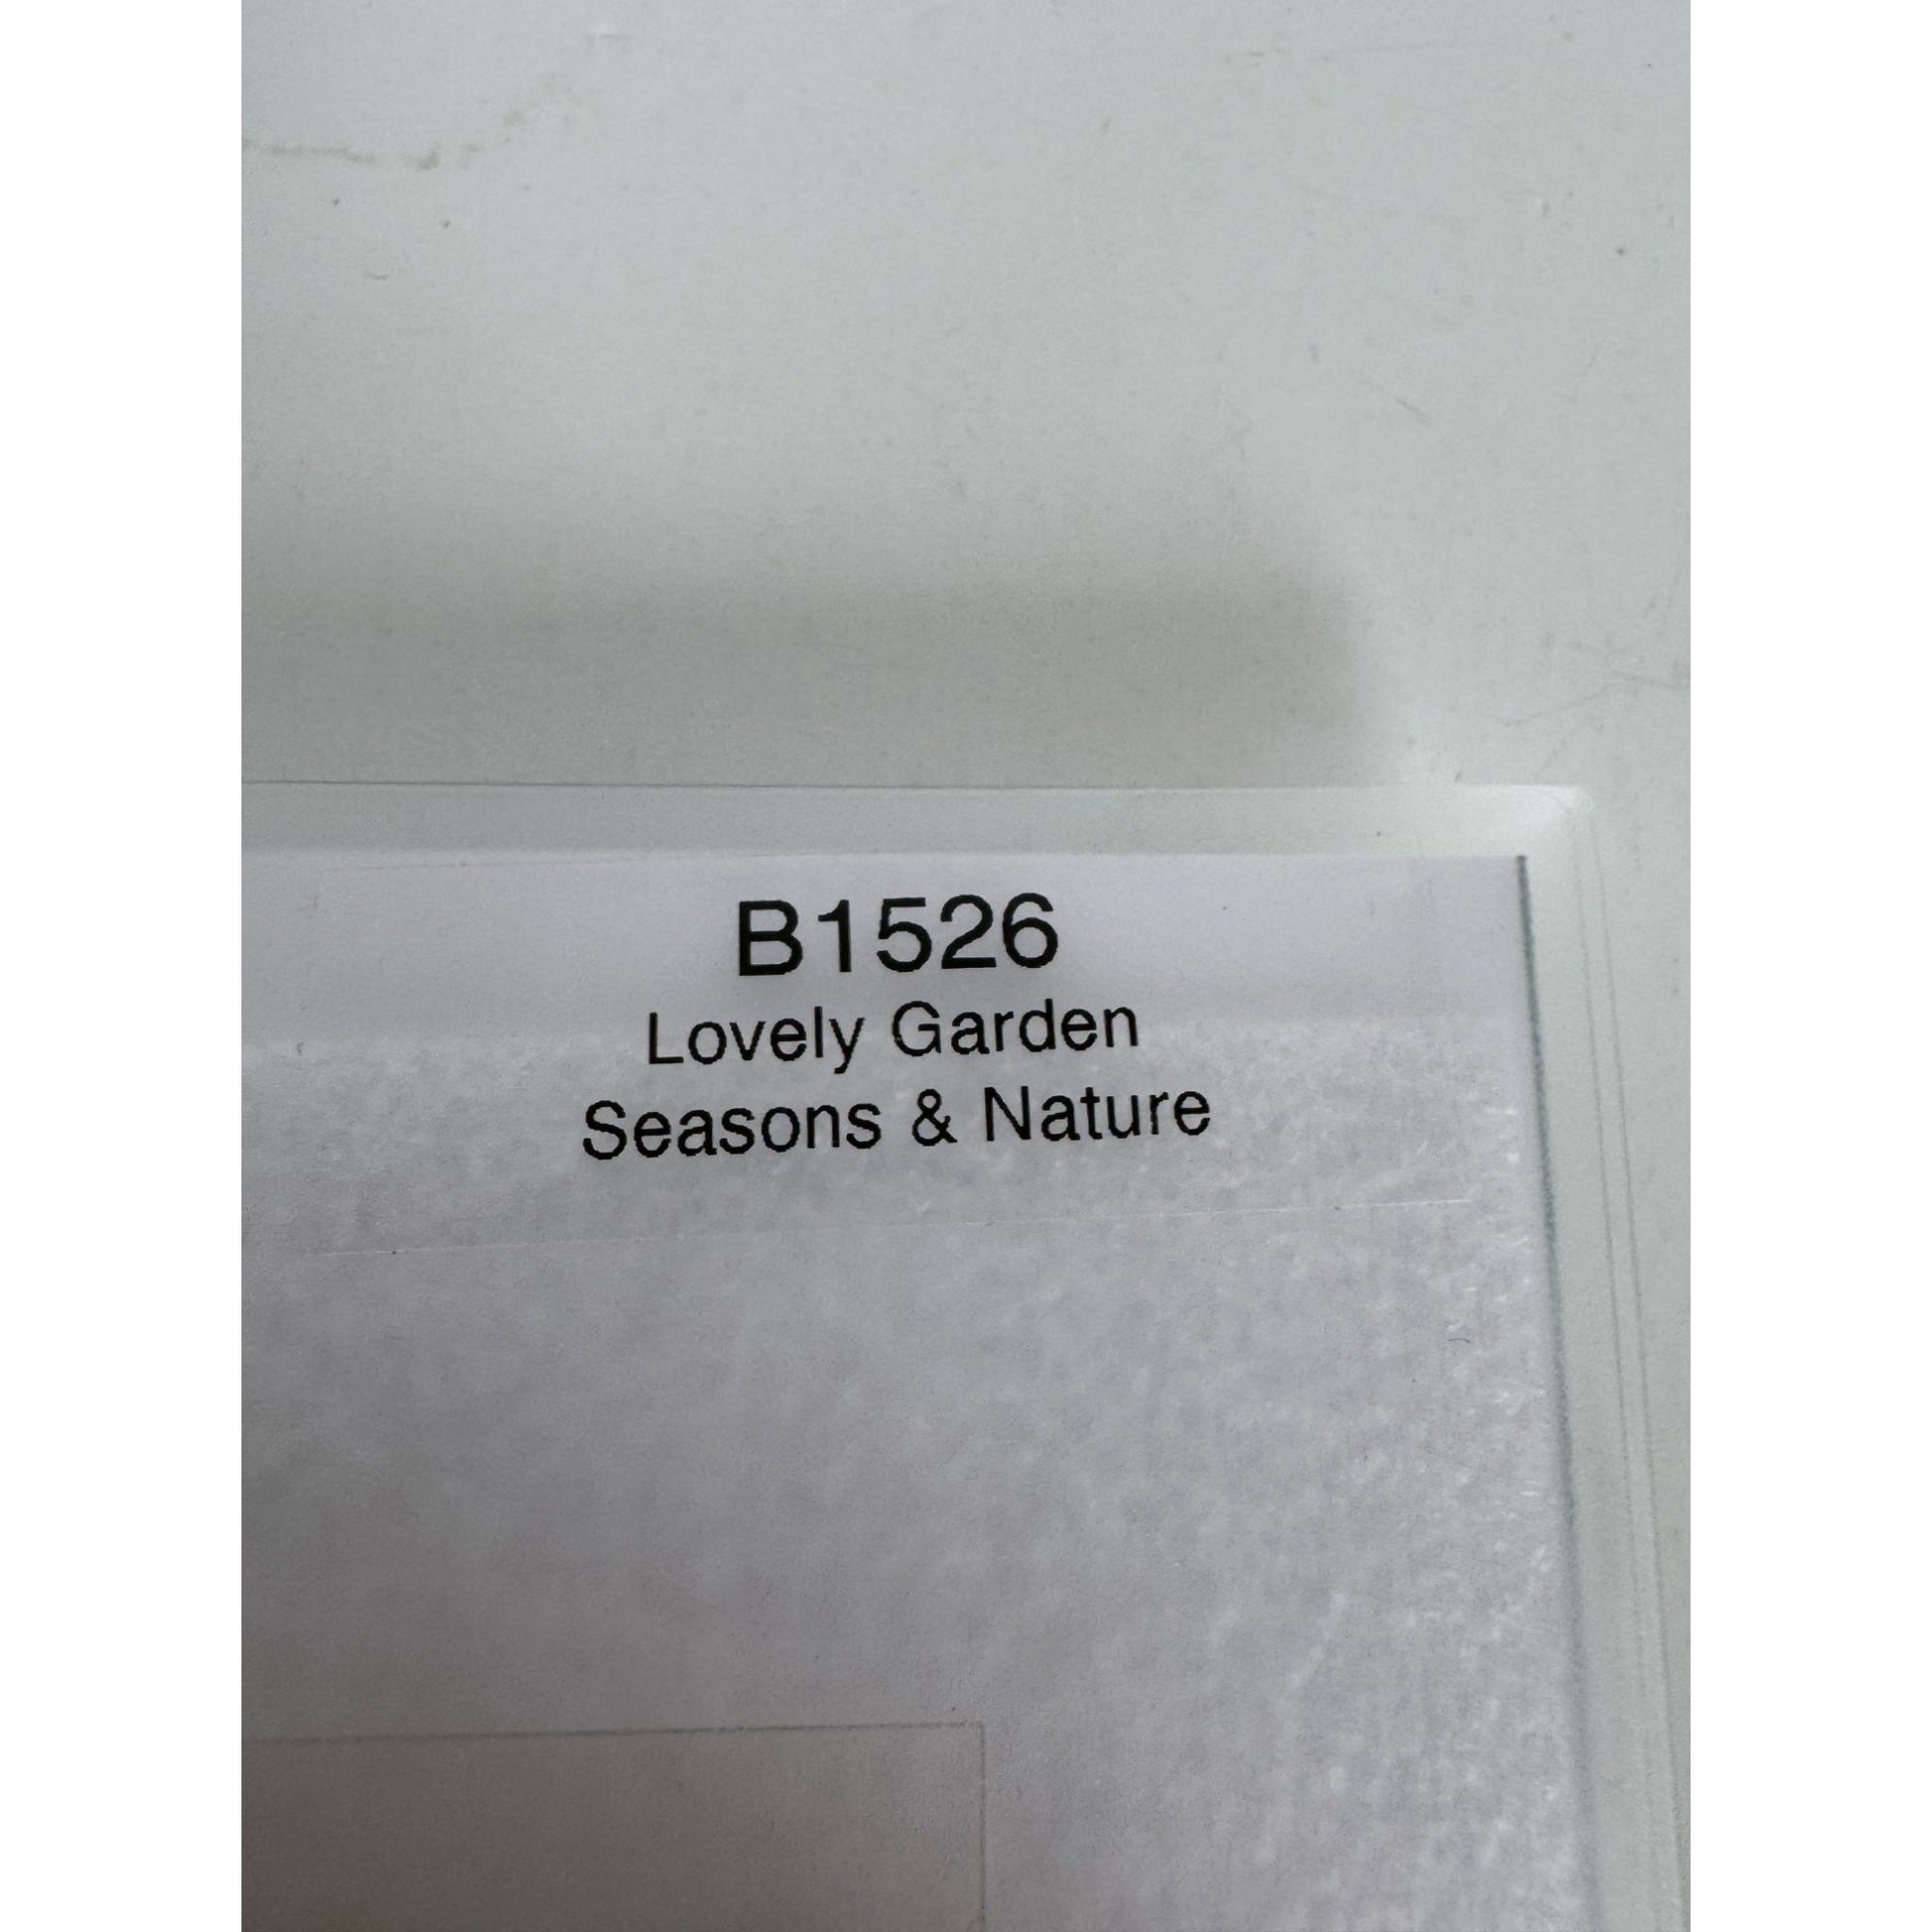 B1526
Lovely Garden
Seasons & Nature